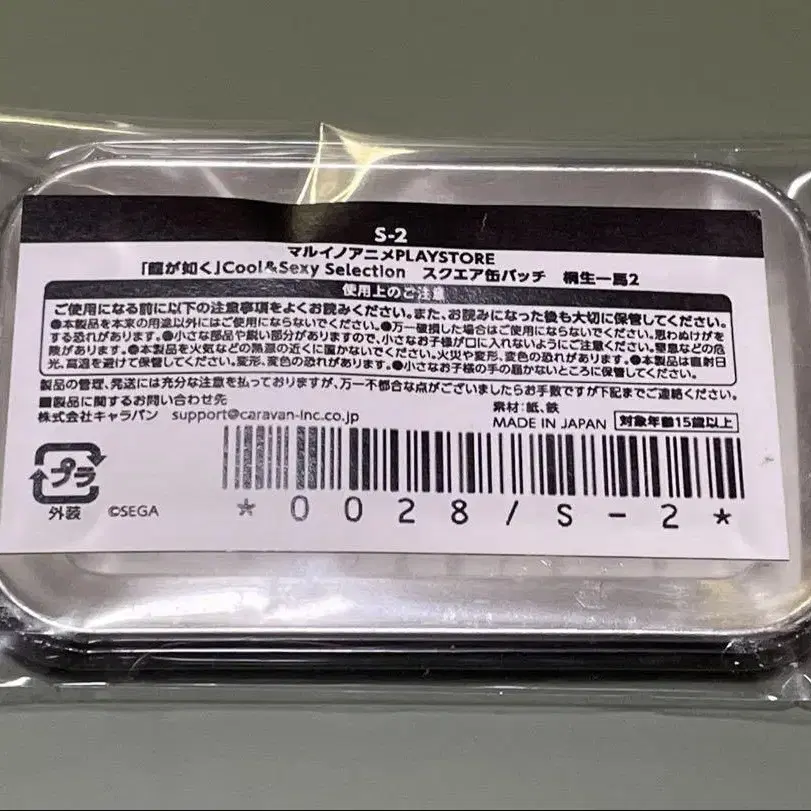 S-2
マルイノアニメPLAYSTORE
「龍が如く」Cool&Sexy Selection スクエア缶バッチ 桐生一馬2
使用上のご注意
ご使用になる前に以下の注意事項をよくお読みください。また、お読みになった後も大切に保管してください。
●本製品を本来の用途以外にはご使用にならないでください。●万一破損した場合はご使用にならないでください。思わぬけがを
する恐れがあります。●小さな部品や鋭い部分がありますので、小さなお子様が口に入れないようにご注意ください。窒息などの危
険があります。●本製品を火気などの熱源の近くに置かないでください。火災や変形、変色の恐れがあります。●本製品は直射日
光、高温を避けて保管してください。変形、変色の恐れがあります。●小さなお子様の手の届かないところに保管してください。
製品の管理、発送には充分な注意を払っておりますが、万一不都合な点がございましたらお手数ですが下記までご連絡ください。
■製品に関するお問い合わせ先
株式会社キャラバン support@caravan-inc.co.jp
素材:紙、鉄
MADE IN JAPAN 対象年齢15歳以上
プラ
外装 ©SEGA
*0028/S-2*